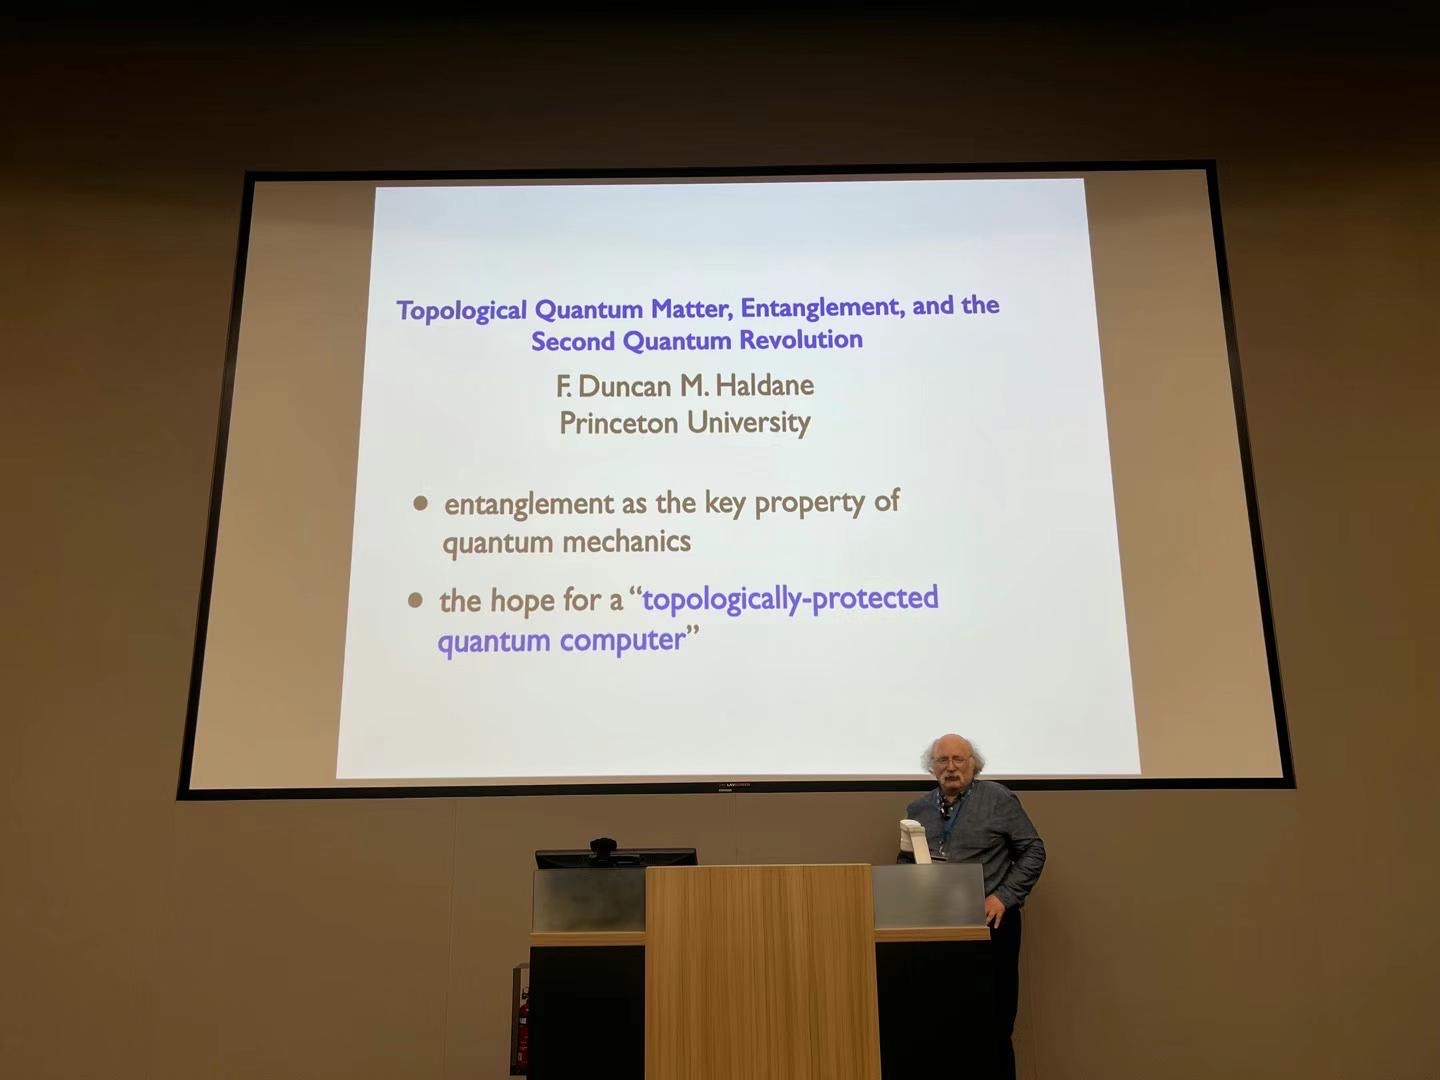 Topological Quantum Matter, Entanglement, and the
Second Quantum Revolution
F. Duncan M. Haldane
Princeton University
• entanglement as the key property of
quantum mechanics
• the hope for a “topologically-protected
quantum computer”